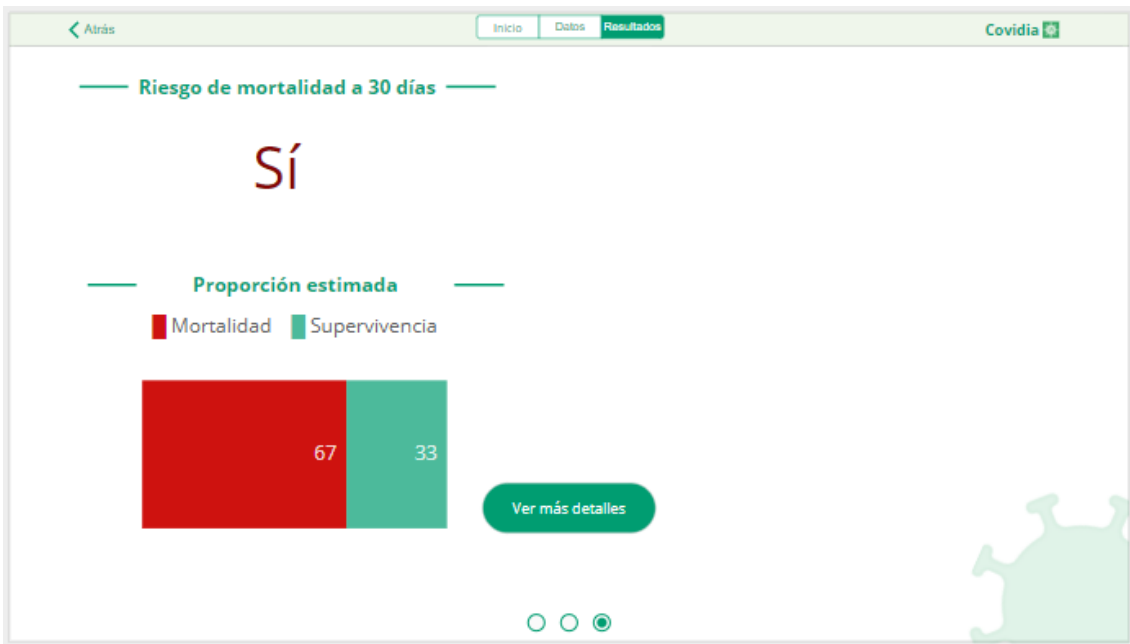 Atrás
Inicio Datos Resultados
Covidia
Riesgo de mortalidad a 30 días
Sí
Proporción estimada
Mortalidad Supervivencia
67 33
Ver más detalles